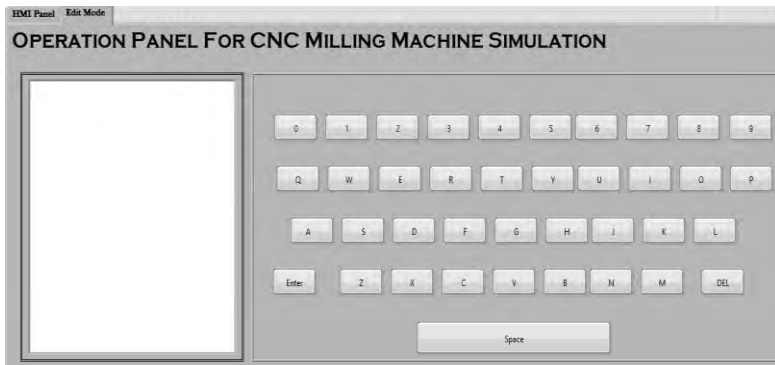 HMI Panel Edit Mode
OPERATION PANEL FOR CNC MILLING MACHINE SIMULATION
0 1 2 3 4 5 6 7 8 9
Q W E R T Y U I O P
A S D F G H J K L
Enter Z X C V B N M DEL
Space